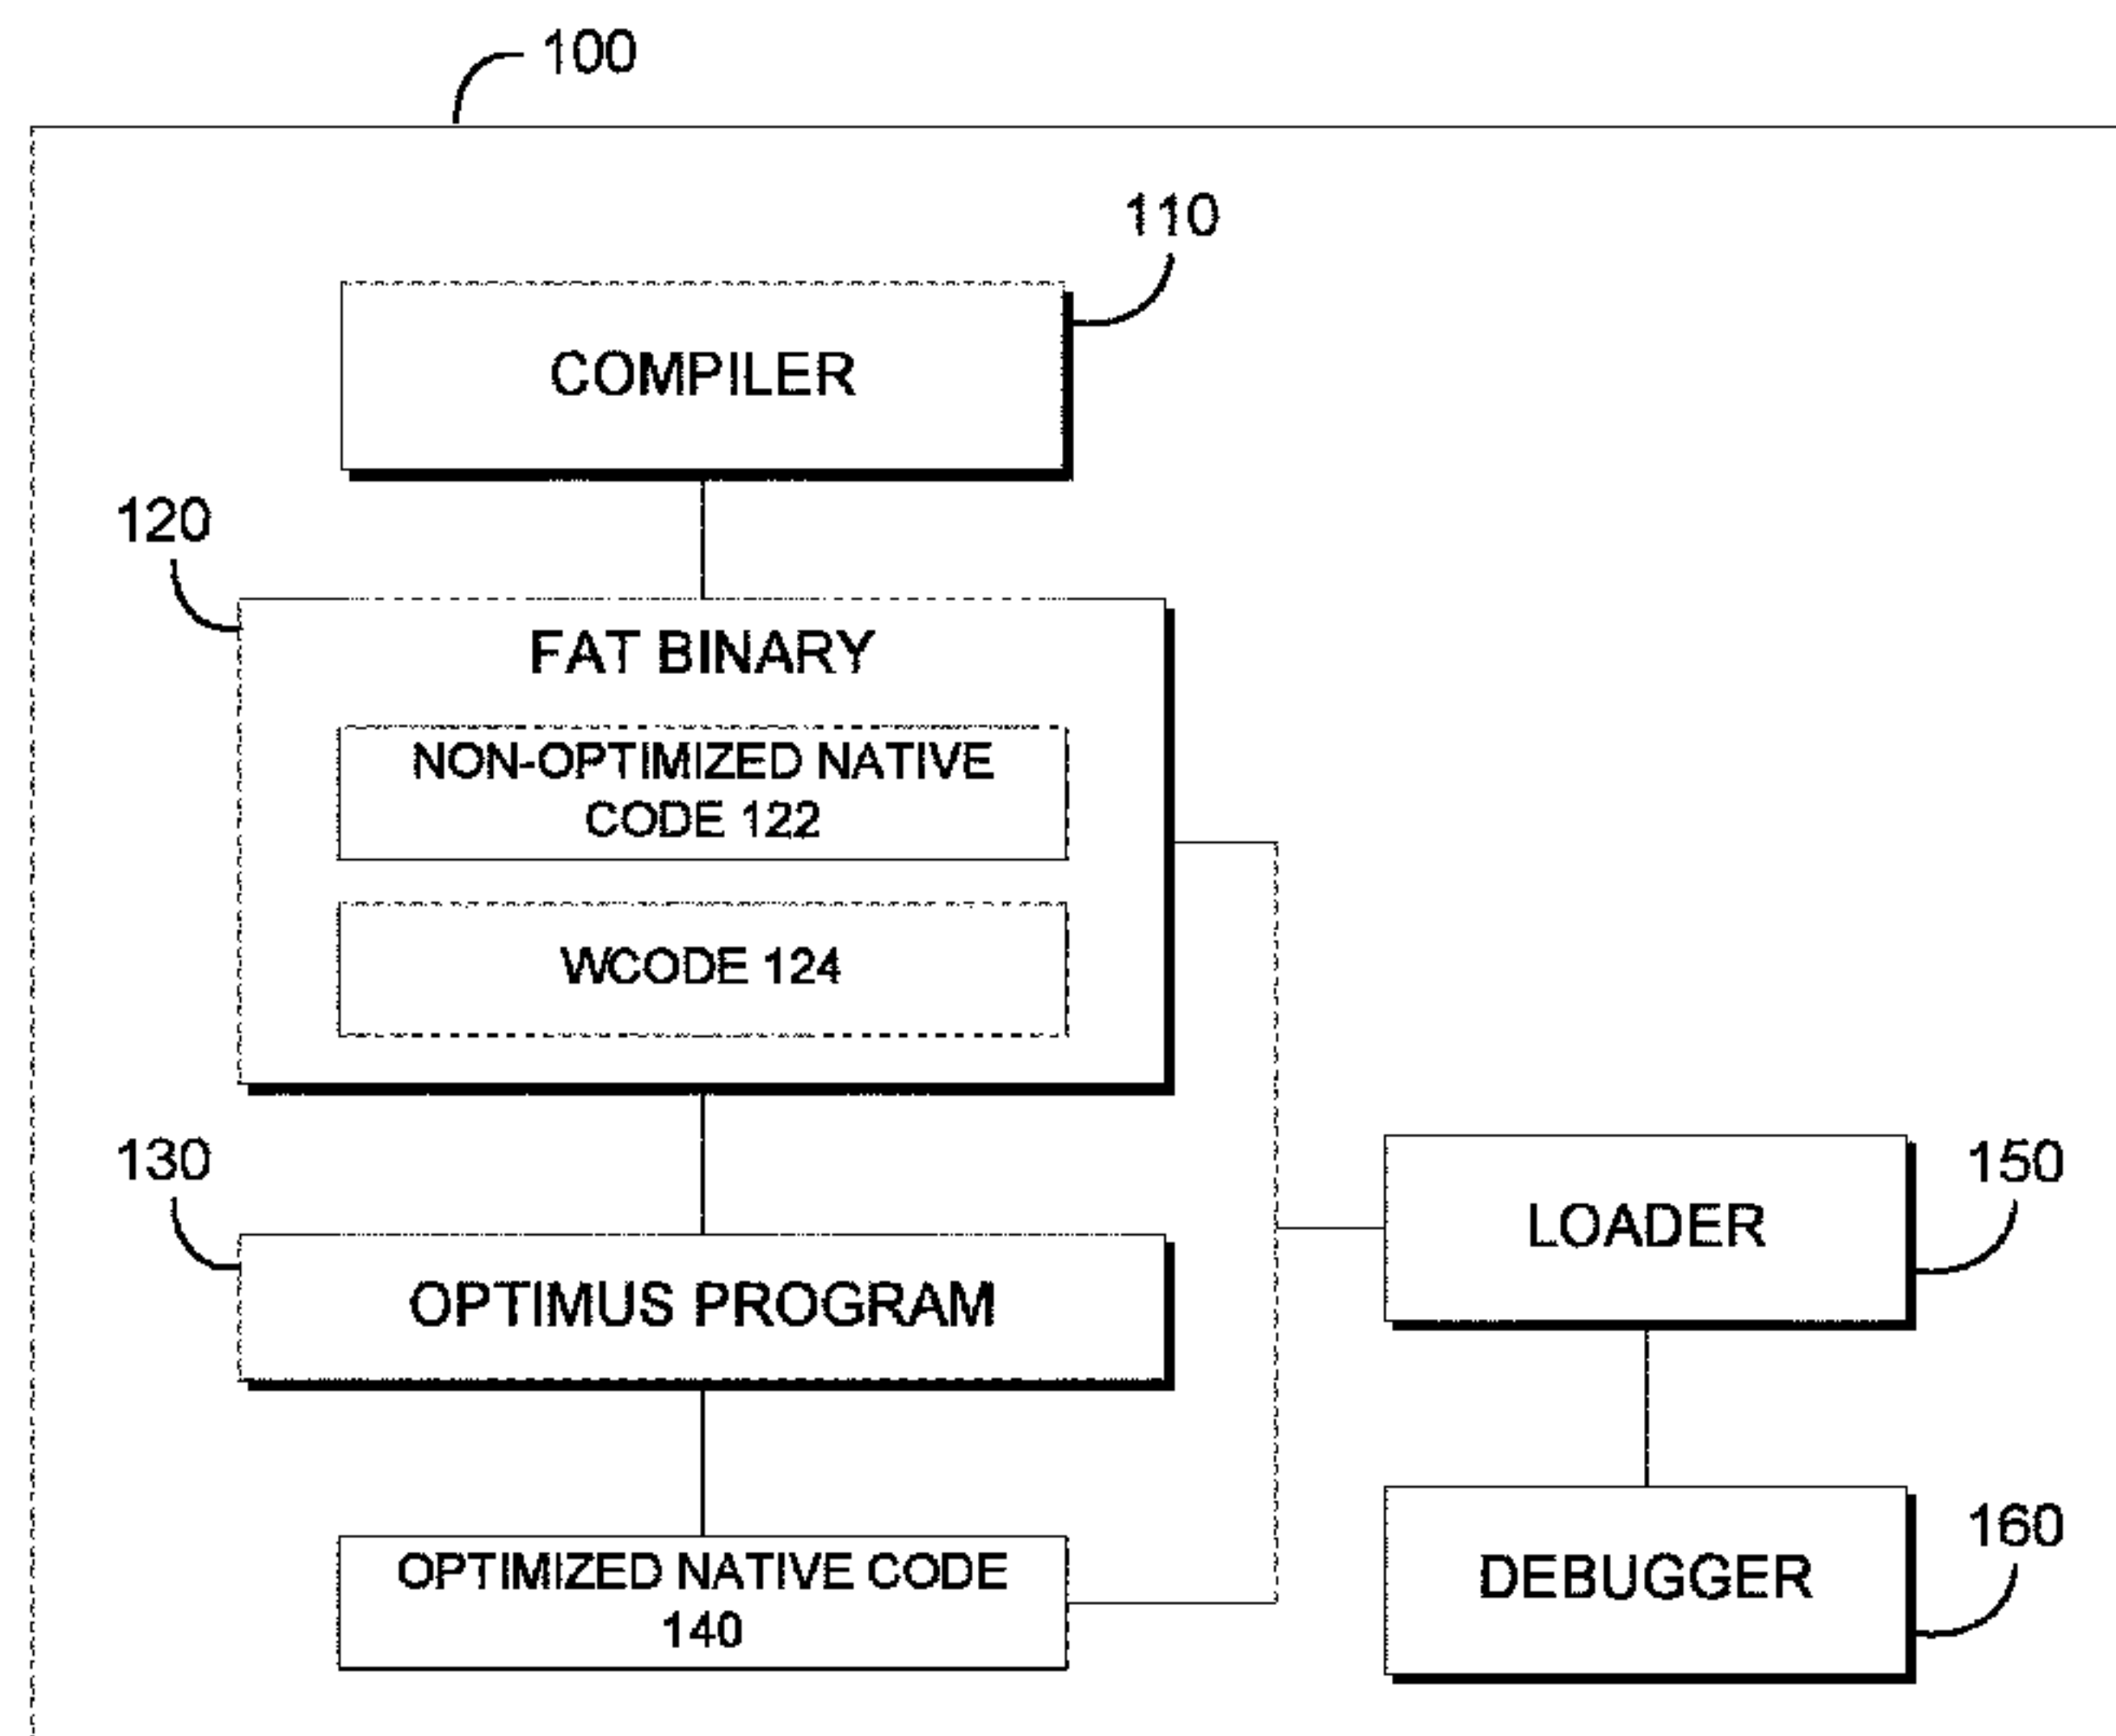 100
110
COMPILER
120
FAT BINARY
NON-OPTIMIZED NATIVE
CODE 122
WCODE 124
130
OPTIMUS PROGRAM
150
LOADER
OPTIMIZED NATIVE CODE
140
160
DEBUGGER